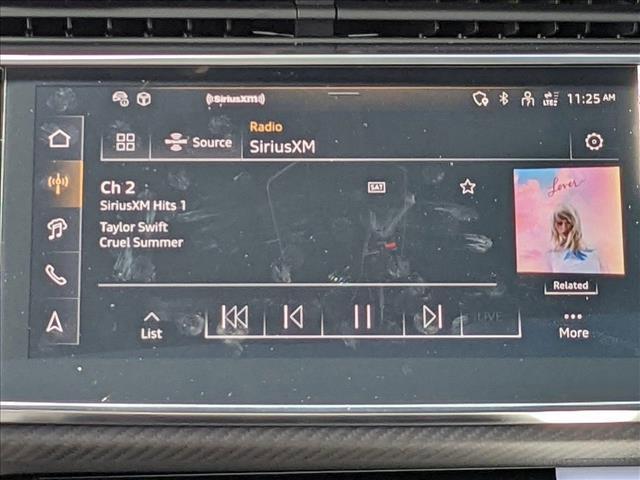 ((SiriusXM))
LTE
11:25 AM
Source
Radio
SiriusXM
Ch 2
SAT
SiriusXM Hits 1
Taylor Swift
Cruel Summer
Lover
Related
List
LIVE
More